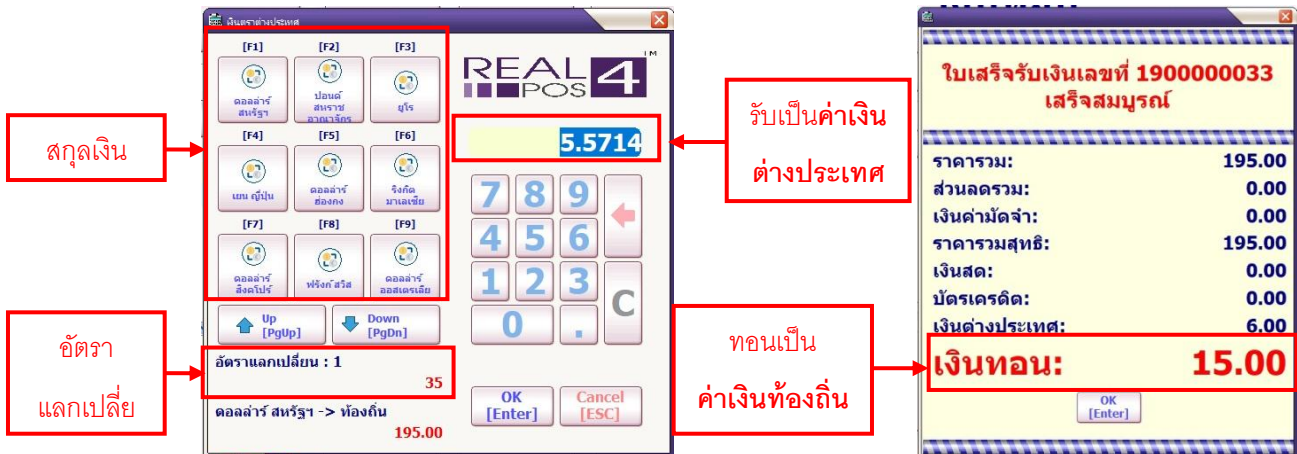 สกุลเงิน
อัตรา
แลกเปลี่ย
เงินตราต่างประเทศ
[F1] [F2] [F3]
ดอลล่าร์
สหรัฐฯ
ปอนด์
สหราช
อาณาจักร
ยูโร
[F4] [F5] [F6]
เยน ญี่ปุ่น
ดอลล่าร์
ฮ่องกง
ริงกิต
มาเลเซีย
[F7] [F8] [F9]
ดอลล่าร์
สิงคโปร์
ฟรังก์ สวิส
ดอลล่าร์
ออสเตรเลีย
Up
[PgUp]
Down
[PgDn]
อัตราแลกเปลี่ยน : 1
35
ดอลล่าร์ สหรัฐฯ -> ท้องถิ่น
195.00
REAL POS 4 TM
5.5714
7 8 9
4 5 6
1 2 3
C
0 .
OK
[Enter]
Cancel
[ESC]
รับเป็นค่าเงิน
ต่างประเทศ
ทอนเป็น
ค่าเงินท้องถิ่น
ใบเสร็จรับเงินเลขที่ 1900000033
เสร็จสมบูรณ์
ราคารวม: 195.00
ส่วนลดรวม: 0.00
เงินค่ามัดจำ: 0.00
ราคารวมสุทธิ: 195.00
เงินสด: 0.00
บัตรเครดิต: 0.00
เงินต่างประเทศ: 6.00
เงินทอน: 15.00
OK
[Enter]